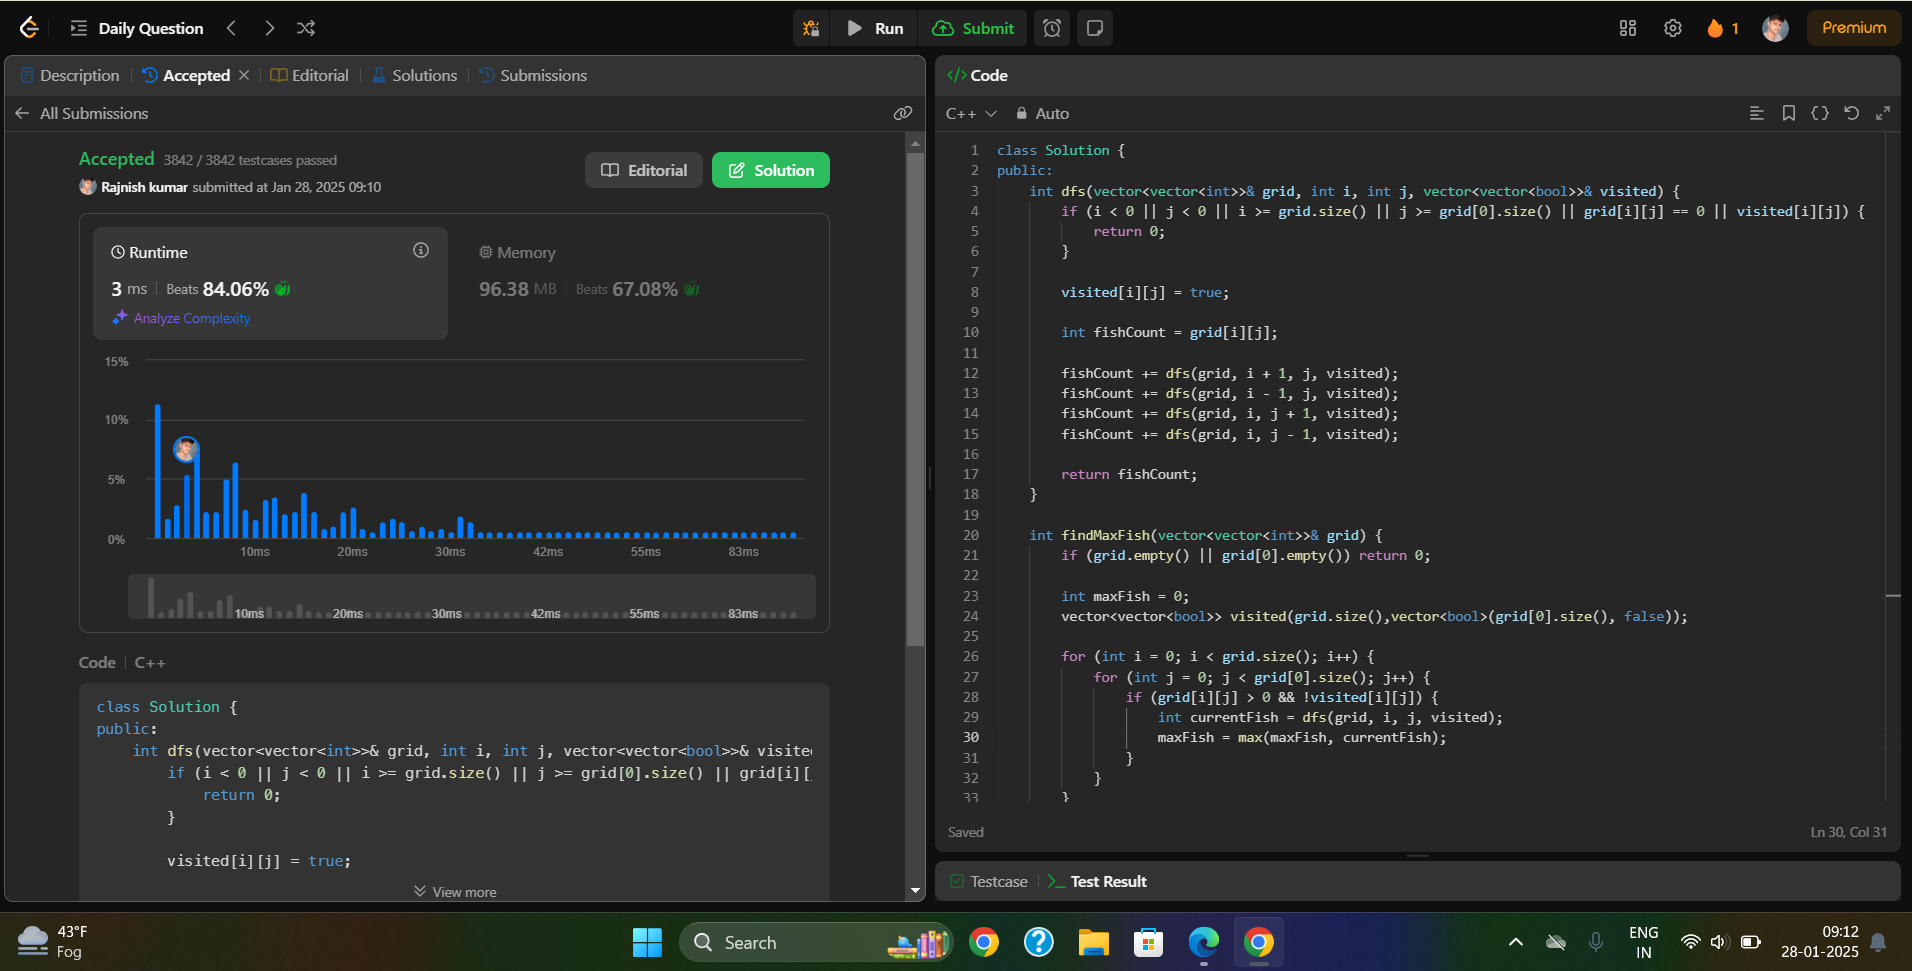 Daily Question
Run
Submit
1
Premium
Description
Accepted
Editorial
Solutions
Submissions
All Submissions
Accepted 3842 / 3842 testcases passed
Rajnish kumar submitted at Jan 28, 2025 09:10
Editorial
Solution
Runtime
3 ms | Beats 84.06%
Analyze Complexity
Memory
96.38 MB | Beats 67.08%
15%
10%
5%
0%
10ms 20ms 30ms 42ms 55ms 83ms
10ms 20ms 30ms 42ms 55ms 83ms
Code | C++
class Solution {
public:
int dfs(vector<vector<int>>& grid, int i, int j, vector<vector<bool>>& visite
if (i < 0 || j < 0 || i >= grid.size() || j >= grid[0].size() || grid[i][
return 0;
}
visited[i][j] = true;
View more
Code
C++
Auto
1 class Solution {
2 public:
3 int dfs(vector<vector<int>>& grid, int i, int j, vector<vector<bool>>& visited) {
4 if (i < 0 || j < 0 || i >= grid.size() || j >= grid[0].size() || grid[i][j] == 0 || visited[i][j]) {
5 return 0;
6 }
7
8 visited[i][j] = true;
9
10 int fishCount = grid[i][j];
11
12 fishCount += dfs(grid, i + 1, j, visited);
13 fishCount += dfs(grid, i - 1, j, visited);
14 fishCount += dfs(grid, i, j + 1, visited);
15 fishCount += dfs(grid, i, j - 1, visited);
16
17 return fishCount;
18 }
19
20 int findMaxFish(vector<vector<int>>& grid) {
21 if (grid.empty() || grid[0].empty()) return 0;
22
23 int maxFish = 0;
24 vector<vector<bool>> visited(grid.size(),vector<bool>(grid[0].size(), false));
25
26 for (int i = 0; i < grid.size(); i++) {
27 for (int j = 0; j < grid[0].size(); j++) {
28 if (grid[i][j] > 0 && !visited[i][j]) {
29 int currentFish = dfs(grid, i, j, visited);
30 maxFish = max(maxFish, currentFish);
31 }
32 }
33 }
Saved
Ln 30, Col 31
Testcase
Test Result
43°F
Fog
Search
ENG
IN
09:12
28-01-2025